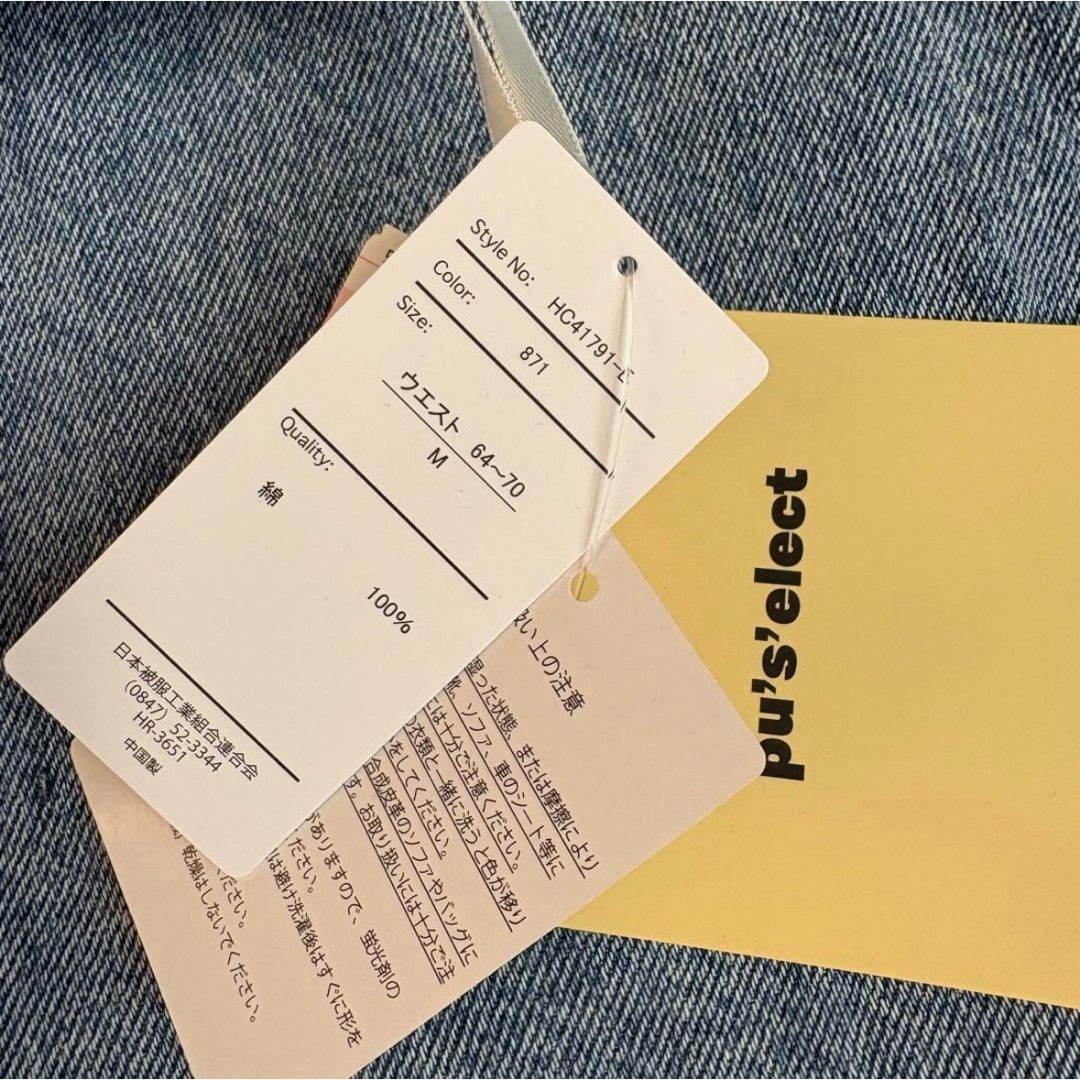 Style No: HC41791-
Color: 871
Size:
ウエスト 64～70
M
Quality:
綿 100%
日本被服工業組合連合会
(0847) 52-3344
HR-3651
中国製
pu's'elect
扱い上の注意
湿った状態、または摩擦により
靴、ソファ、車のシート等に
は十分ご注意ください。
の衣類と一緒に洗うと色が移り
をしてください。
合成皮革のソファやバッグに
す。お取り扱いには十分ご注
がありますので、蛍光剤の
ださい。
は避け洗濯後はすぐに形を
ください。
乾燥はしないでください。